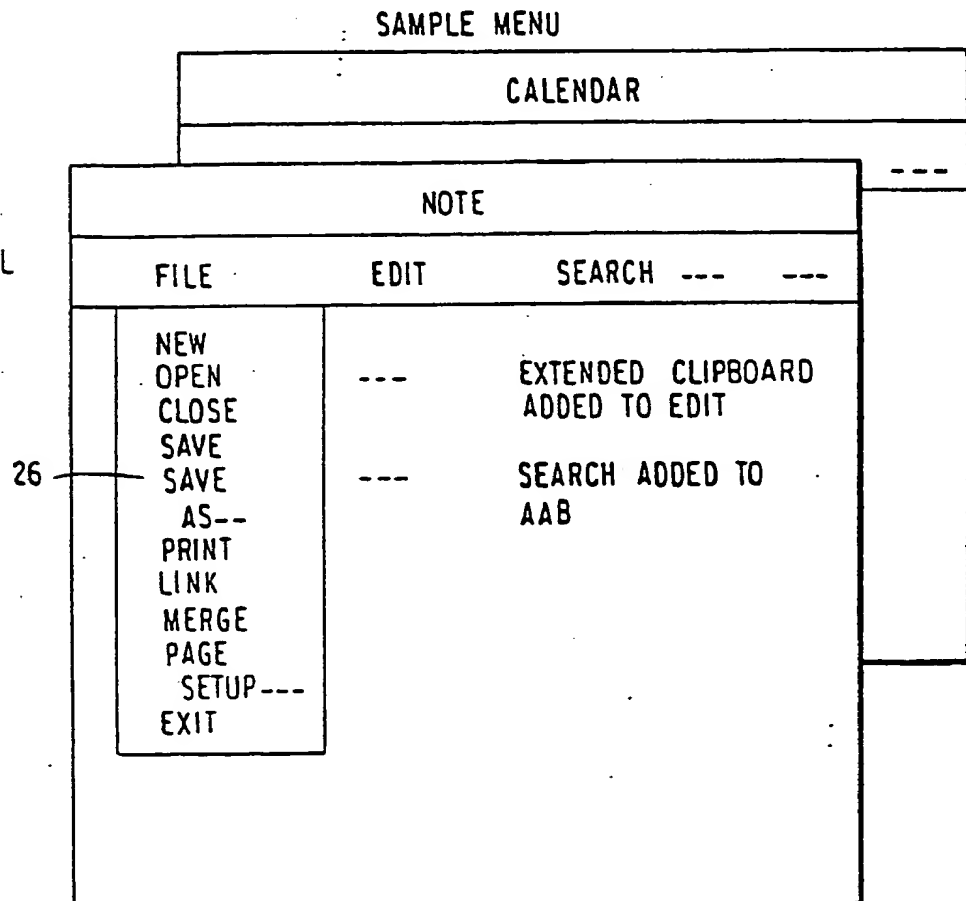 SAMPLE MENU
CALENDAR
---
NOTE
L
FILE EDIT SEARCH --- ---
NEW
OPEN --- EXTENDED CLIPBOARD
CLOSE ADDED TO EDIT
SAVE
26 SAVE --- SEARCH ADDED TO
AS-- AAB
PRINT
LINK
MERGE
PAGE
SETUP---
EXIT